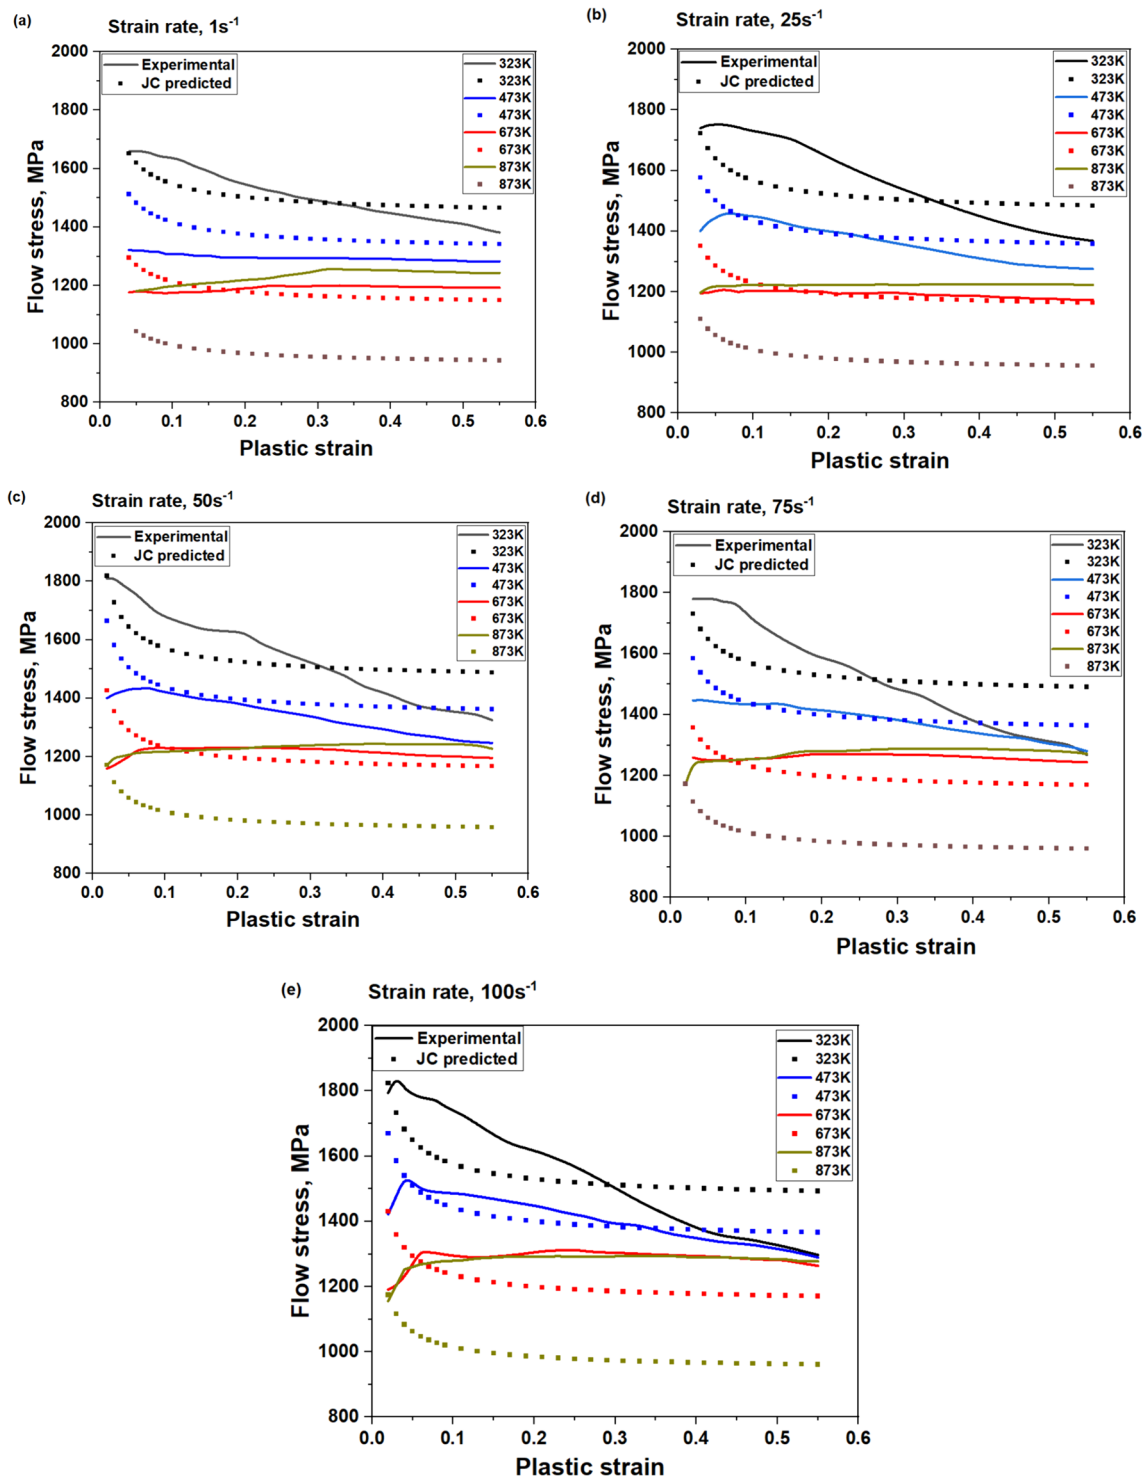 (a)
Strain rate, 1s⁻¹
2000
1800
1600
1400
1200
1000
800
Flow stress, MPa
Experimental
JC predicted
323K
323K
473K
473K
673K
673K
873K
873K
0.0 0.1 0.2 0.3 0.4 0.5 0.6
Plastic strain
(b)
Strain rate, 25s⁻¹
2000
1800
1600
1400
1200
1000
800
Flow stress, MPa
Experimental
JC predicted
323K
323K
473K
473K
673K
673K
873K
873K
0.0 0.1 0.2 0.3 0.4 0.5 0.6
Plastic strain
(c)
Strain rate, 50s⁻¹
2000
1800
1600
1400
1200
1000
800
Flow stress, MPa
Experimental
JC predicted
323K
323K
473K
473K
673K
673K
873K
873K
0.0 0.1 0.2 0.3 0.4 0.5 0.6
Plastic strain
(d)
Strain rate, 75s⁻¹
2000
1800
1600
1400
1200
1000
800
Flow stress, MPa
Experimental
JC predicted
323K
323K
473K
473K
673K
673K
873K
873K
0.0 0.1 0.2 0.3 0.4 0.5 0.6
Plastic strain
(e)
Strain rate, 100s⁻¹
2000
1800
1600
1400
1200
1000
800
Flow stress, MPa
Experimental
JC predicted
323K
323K
473K
473K
673K
673K
873K
873K
0.0 0.1 0.2 0.3 0.4 0.5 0.6
Plastic strain